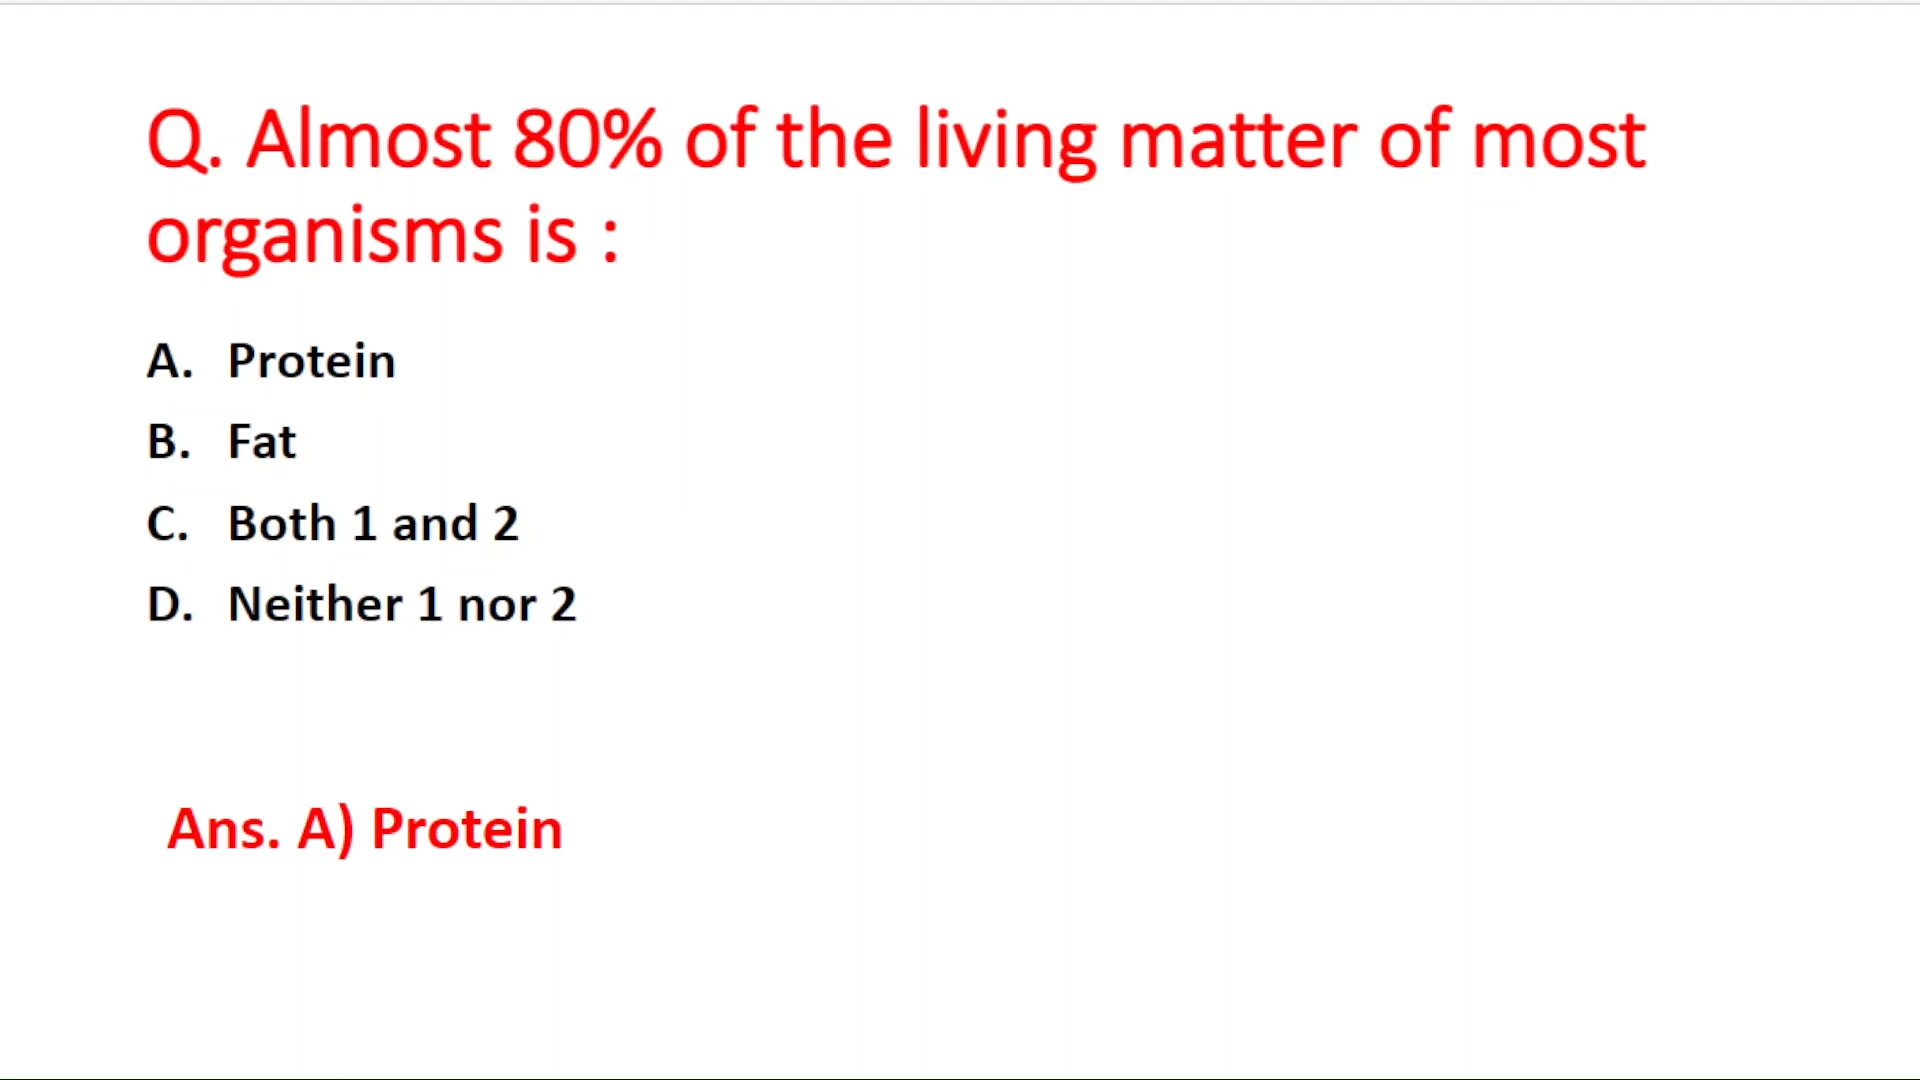 Q. Almost 80% of the living matter of most
organisms is :
A. Protein
B. Fat
C. Both 1 and 2
D. Neither 1 nor 2
Ans. A) Protein